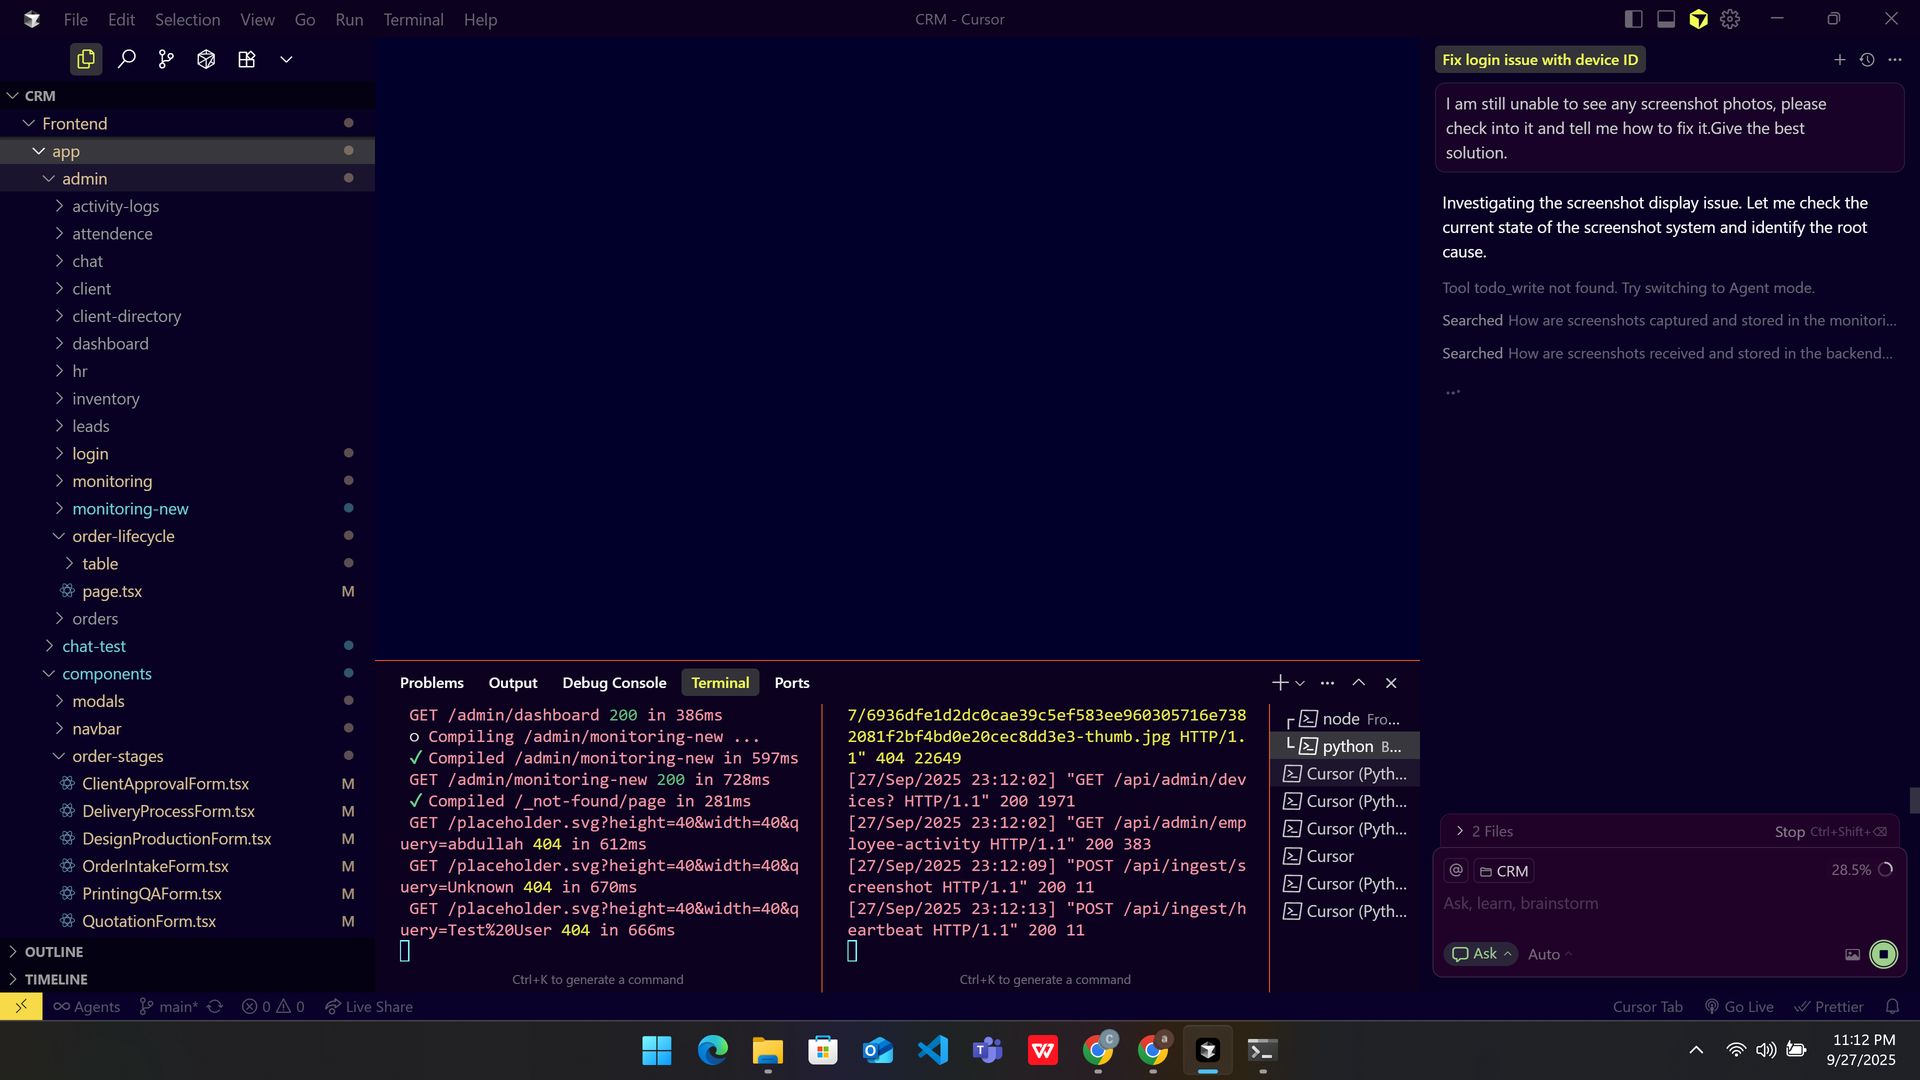 File Edit Selection View Go Run Terminal Help
CRM - Cursor
CRM
Frontend
app
admin
activity-logs
attendence
chat
client
client-directory
dashboard
hr
inventory
leads
login
monitoring
monitoring-new
order-lifecycle
table
page.tsx M
orders
chat-test
components
modals
navbar
order-stages
ClientApprovalForm.tsx M
DeliveryProcessForm.tsx M
DesignProductionForm.tsx M
OrderIntakeForm.tsx M
PrintingQAForm.tsx M
QuotationForm.tsx M
OUTLINE
TIMELINE
Problems Output Debug Console Terminal Ports
GET /admin/dashboard 200 in 386ms
○ Compiling /admin/monitoring-new ...
✓ Compiled /admin/monitoring-new in 597ms
GET /admin/monitoring-new 200 in 728ms
✓ Compiled /_not-found/page in 281ms
GET /placeholder.svg?height=40&width=40&q
uery=abdullah 404 in 612ms
GET /placeholder.svg?height=40&width=40&q
uery=Unknown 404 in 670ms
GET /placeholder.svg?height=40&width=40&q
uery=Test%20User 404 in 666ms
Ctrl+K to generate a command
7/6936dfe1d2dc0cae39c5ef583ee960305716e738
2081f2bf4bd0e20cec8dd3e3-thumb.jpg HTTP/1.
1" 404 22649
[27/Sep/2025 23:12:02] "GET /api/admin/dev
ices? HTTP/1.1" 200 1971
[27/Sep/2025 23:12:02] "GET /api/admin/emp
loyee-activity HTTP/1.1" 200 383
[27/Sep/2025 23:12:09] "POST /api/ingest/s
creenshot HTTP/1.1" 200 11
[27/Sep/2025 23:12:13] "POST /api/ingest/h
eartbeat HTTP/1.1" 200 11
Ctrl+K to generate a command
node Fro...
python B...
Cursor (Pyth...
Cursor (Pyth...
Cursor (Pyth...
Cursor
Cursor (Pyth...
Cursor (Pyth...
Fix login issue with device ID
I am still unable to see any screenshot photos, please
check into it and tell me how to fix it.Give the best
solution.
Investigating the screenshot display issue. Let me check the
current state of the screenshot system and identify the root
cause.
Tool todo_write not found. Try switching to Agent mode.
Searched How are screenshots captured and stored in the monitori...
Searched How are screenshots received and stored in the backend...
...
2 Files Stop Ctrl+Shift+⌫
@ CRM 28.5%
Ask, learn, brainstorm
Ask Auto
Agents main* 0 0 Live Share
Cursor Tab Go Live Prettier
11:12 PM
9/27/2025